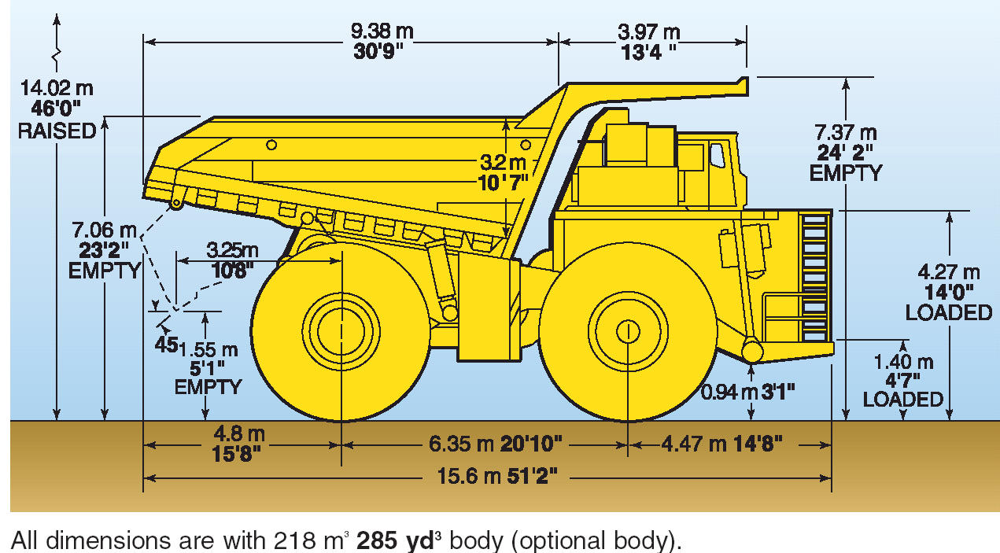 9.38 m
30'9"
3.97 m
13'4 "
14.02 m
46'0"
RAISED
7.37 m
24' 2"
EMPTY
3.2 m
10'7"
7.06 m
23'2"
EMPTY
3.25m
10'8"
4.27 m
14'0"
LOADED
45
1.55 m
5'1"
EMPTY
1.40 m
4'7"
LOADED
0.94 m 3'1"
4.8 m
15'8"
6.35 m 20'10"
4.47 m 14'8"
15.6 m 51'2"
All dimensions are with 218 m³ 285 yd³ body (optional body).